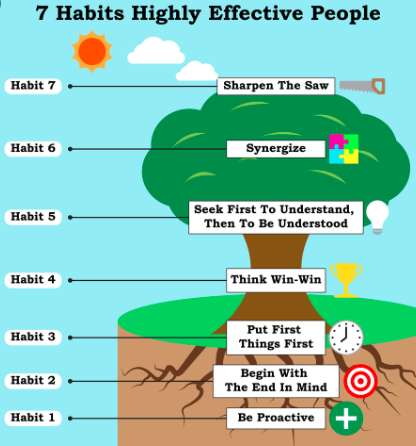 7 Habits Highly Effective People
Habit 7
Sharpen The Saw
Habit 6
Synergize
Habit 5
Seek First To Understand,
Then To Be Understood
Habit 4
Think Win-Win
Habit 3
Put First
Things First
Habit 2
Begin With
The End In Mind
Habit 1
Be Proactive